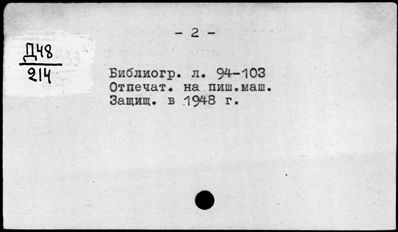 - 2 -
Д48
214
Библиогр. л. 94-103
Отпечат. на пиш.маш.
Защищ. в 1948 г.